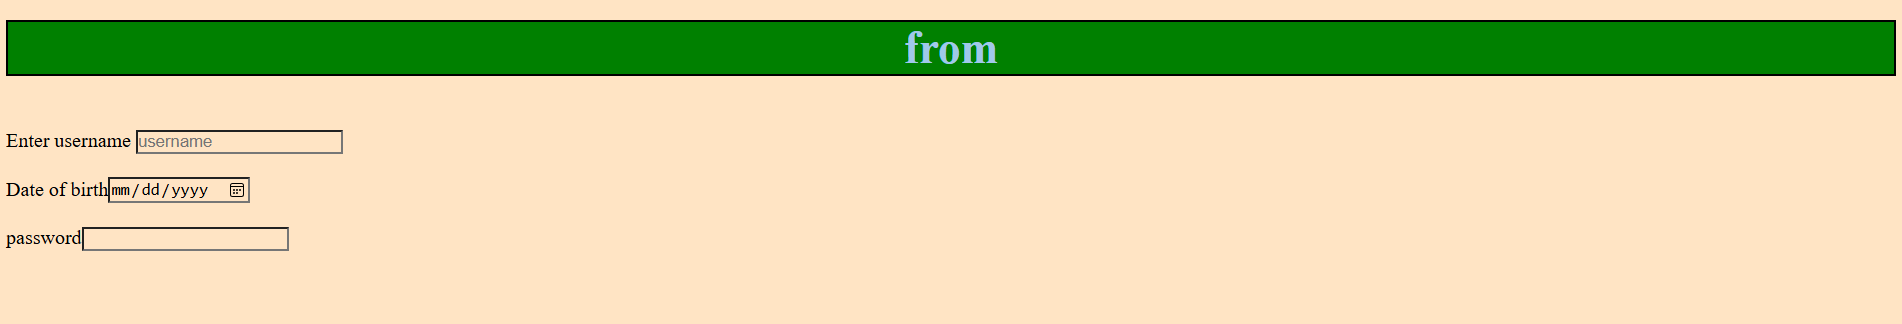 from
Enter username username
Date of birth mm/dd/yyyy
password